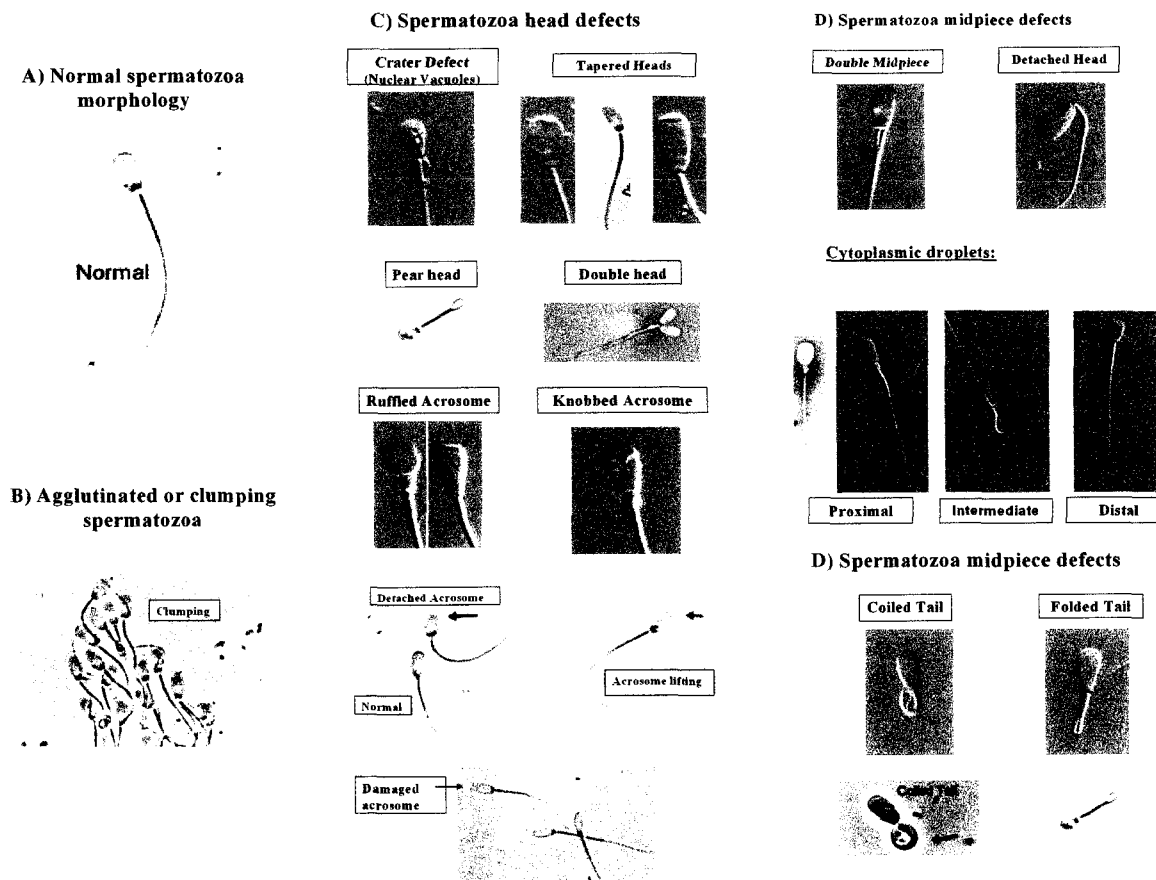 A) Normal spermatozoa
morphology
Normal
B) Agglutinated or clumping
spermatozoa
Clumping
C) Spermatozoa head defects
Crater Defect
(Nuclear Vacuoles)
Tapered Heads
Pear head
Double head
Ruffled Acrosome
Knobbed Acrosome
Detached Acrosome
Normal
Acrosome lifting
Damaged
acrosome
D) Spermatozoa midpiece defects
Double Midpiece
Detached Head
Cytoplasmic droplets:
Proximal
Intermediate
Distal
D) Spermatozoa midpiece defects
Coiled Tail
Folded Tail
Coiled Tail